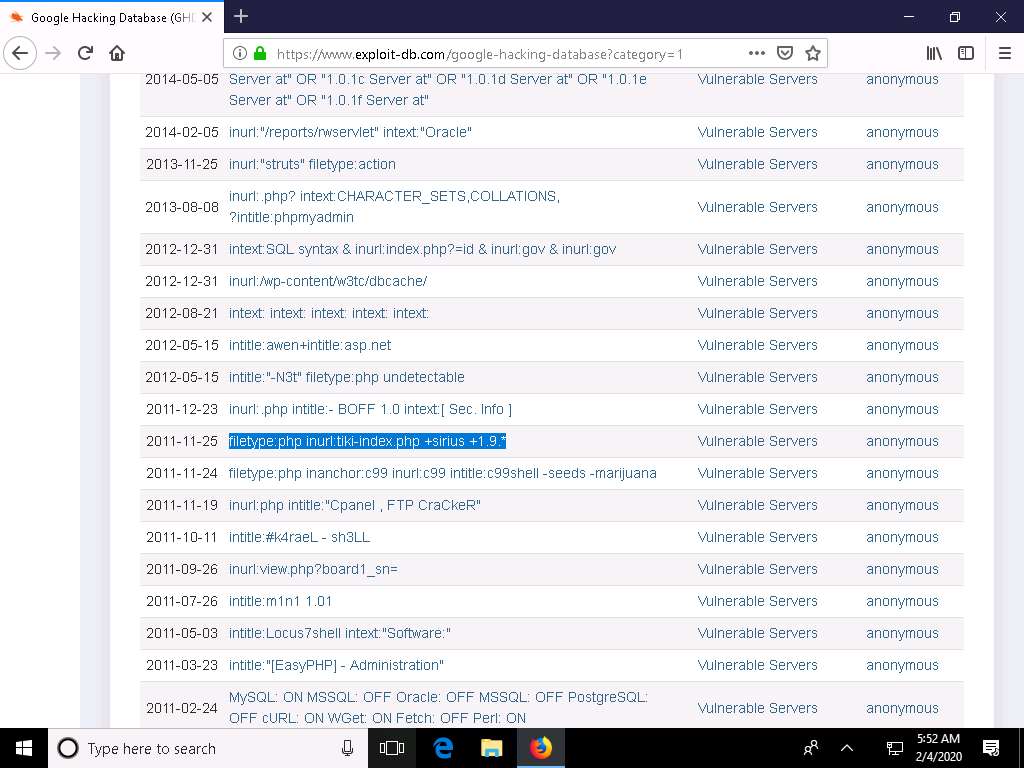 Google Hacking Database (GHD
https://www.exploit-db.com/google-hacking-database?category=1
2014-05-05 Server at" OR "1.0.1c Server at" OR "1.0.1d Server at" OR "1.0.1e Vulnerable Servers anonymous
Server at" OR "1.0.1f Server at"
2014-02-05 inurl:"/reports/rwservlet" intext:"Oracle" Vulnerable Servers anonymous
2013-11-25 inurl:"struts" filetype:action Vulnerable Servers anonymous
inurl:.php? intext:CHARACTER_SETS,COLLATIONS,
2013-08-08 Vulnerable Servers anonymous
?intitle:phpmyadmin
2012-12-31 intext:SQL syntax & inurl:index.php?=id & inurl:gov & inurl:gov Vulnerable Servers anonymous
2012-12-31 inurl:/wp-content/w3tc/dbcache/ Vulnerable Servers anonymous
2012-08-21 intext: intext: intext: intext: intext: Vulnerable Servers anonymous
2012-05-15 intitle:awen+intitle:asp.net Vulnerable Servers anonymous
2012-05-15 intitle:"-N3t" filetype:php undetectable Vulnerable Servers anonymous
2011-12-23 inurl:.php intitle:- BOFF 1.0 intext:[ Sec. Info ] Vulnerable Servers anonymous
2011-11-25 filetype:php inurl:tiki-index.php +sirius +1.9.* Vulnerable Servers anonymous
2011-11-24 filetype:php inanchor:c99 inurl:c99 intitle:c99shell -seeds -marijuana Vulnerable Servers anonymous
2011-11-19 inurl:php intitle:"Cpanel , FTP CraCkeR" Vulnerable Servers anonymous
2011-10-11 intitle:#k4raeL - sh3LL Vulnerable Servers anonymous
2011-09-26 inurl:view.php?board1_sn= Vulnerable Servers anonymous
2011-07-26 intitle:m1n1 1.01 Vulnerable Servers anonymous
2011-05-03 intitle:Locus7shell intext:"Software:" Vulnerable Servers anonymous
2011-03-23 intitle:"[EasyPHP] - Administration" Vulnerable Servers anonymous
MySQL: ON MSSQL: OFF Oracle: OFF MSSQL: OFF PostgreSQL:
2011-02-24 Vulnerable Servers anonymous
OFF cURL: ON WGet: ON Fetch: OFF Perl: ON
Type here to search
5:52 AM
2/4/2020